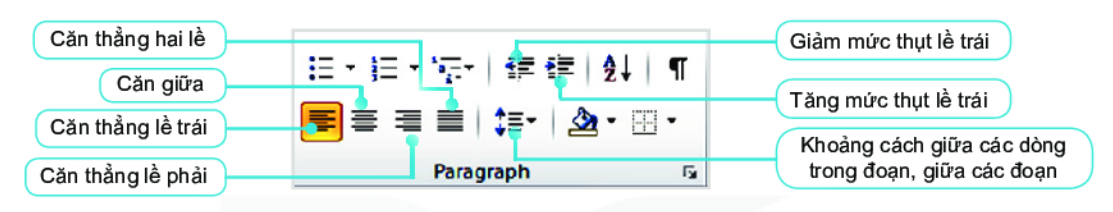 Căn thẳng hai lề
Căn giữa
Căn thẳng lề trái
Căn thẳng lề phải
Paragraph
Giảm mức thụt lề trái
Tăng mức thụt lề trái
Khoảng cách giữa các dòng
trong đoạn, giữa các đoạn